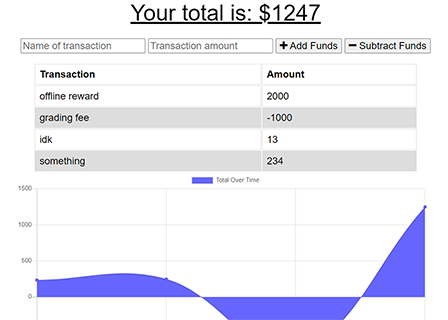 Your total is: $1247
Name of transaction Transaction amount + Add Funds − Subtract Funds
Transaction Amount
offline reward 2000
grading fee -1000
idk 13
something 234
Total Over Time
1500
1000
500
0